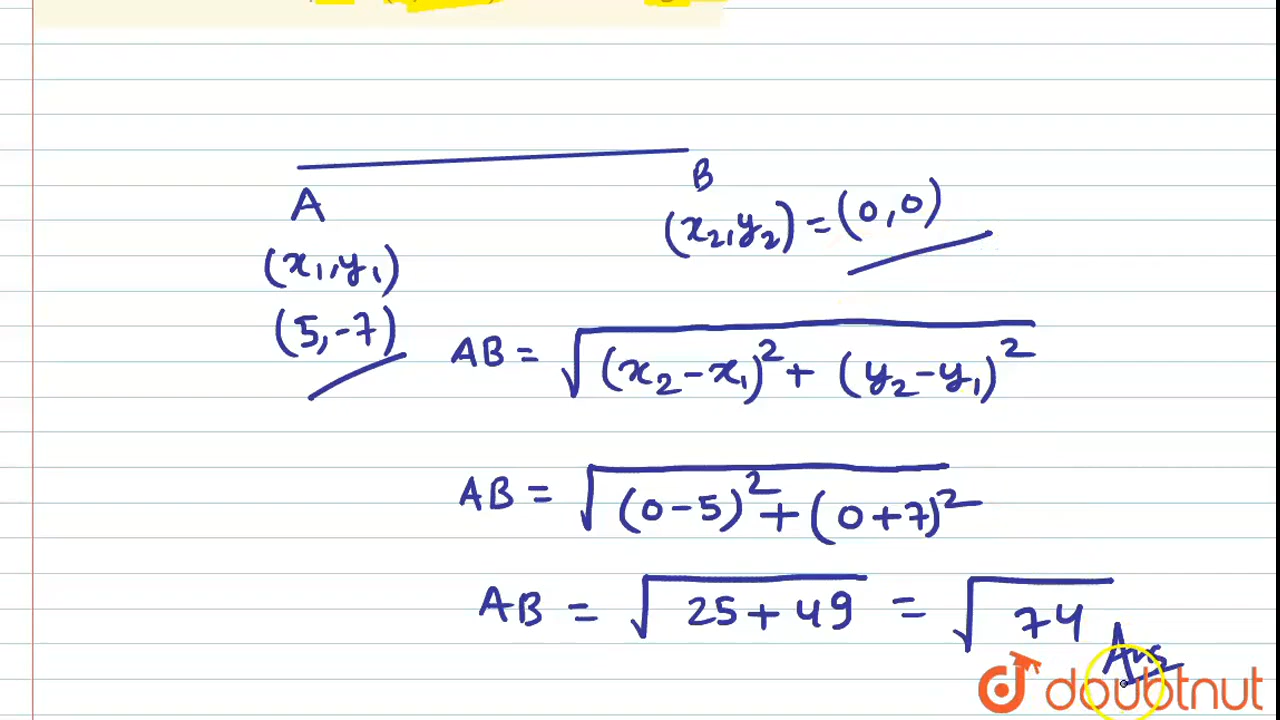 A
B
(x₁,y₁)
(x₂,y₂) = (0,0)
(5,-7)
AB = √((x₂-x₁)² + (y₂-y₁)²)
AB = √((0-5)² + (0+7)²)
AB = √(25+49) = √74
Ans
doubtnut